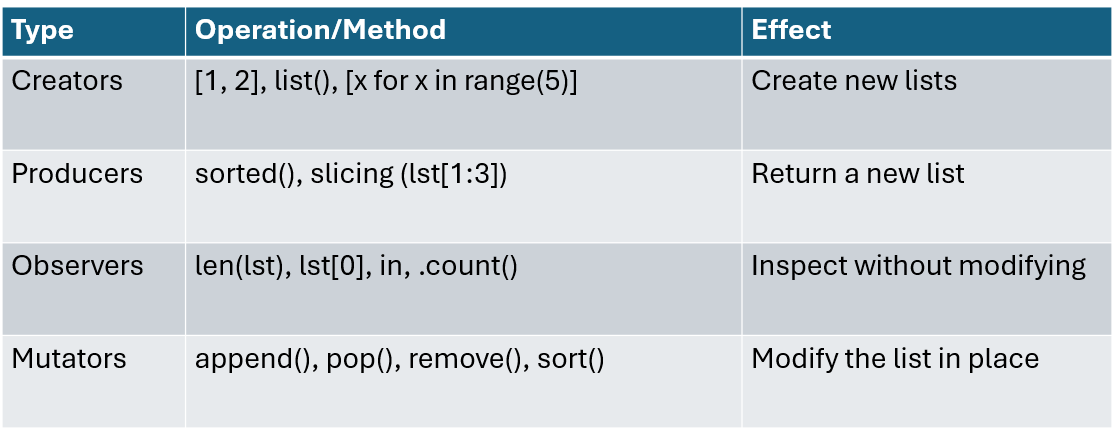 Type Operation/Method Effect
Creators [1, 2], list(), [x for x in range(5)] Create new lists
Producers sorted(), slicing (lst[1:3]) Return a new list
Observers len(lst), lst[0], in, .count() Inspect without modifying
Mutators append(), pop(), remove(), sort() Modify the list in place